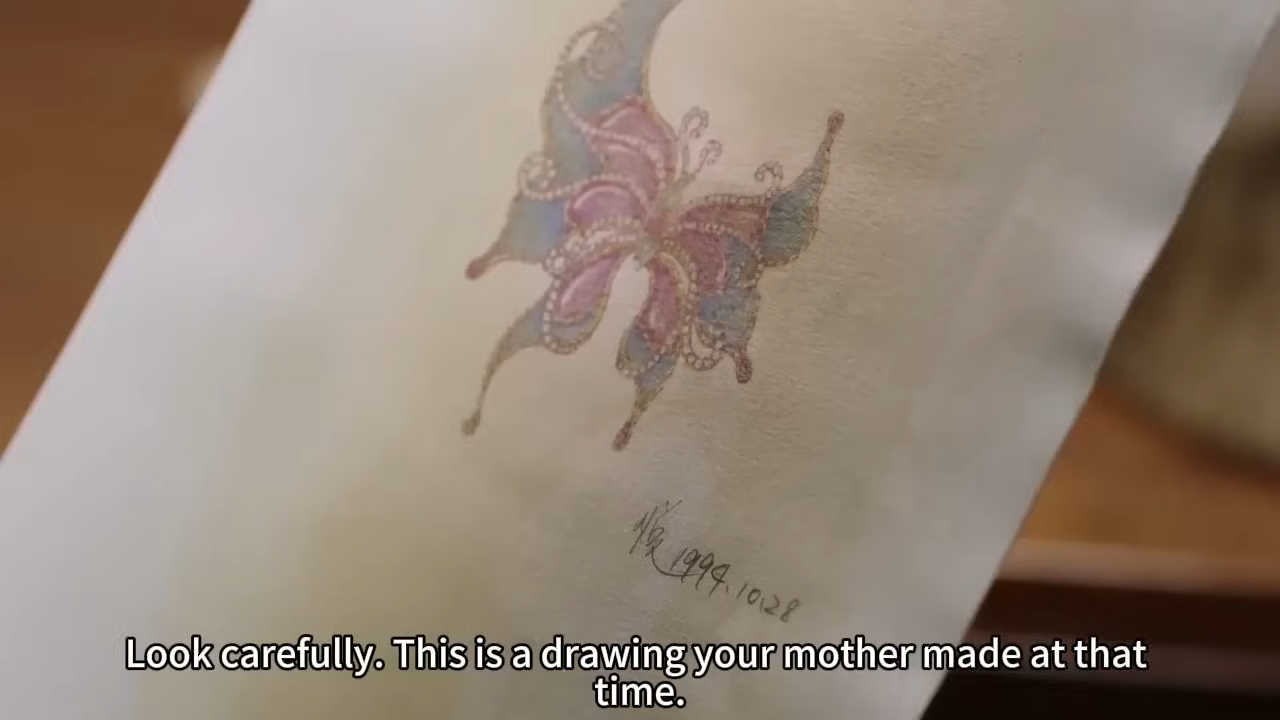 1994.10.28
Look carefully. This is a drawing your mother made at that
time.